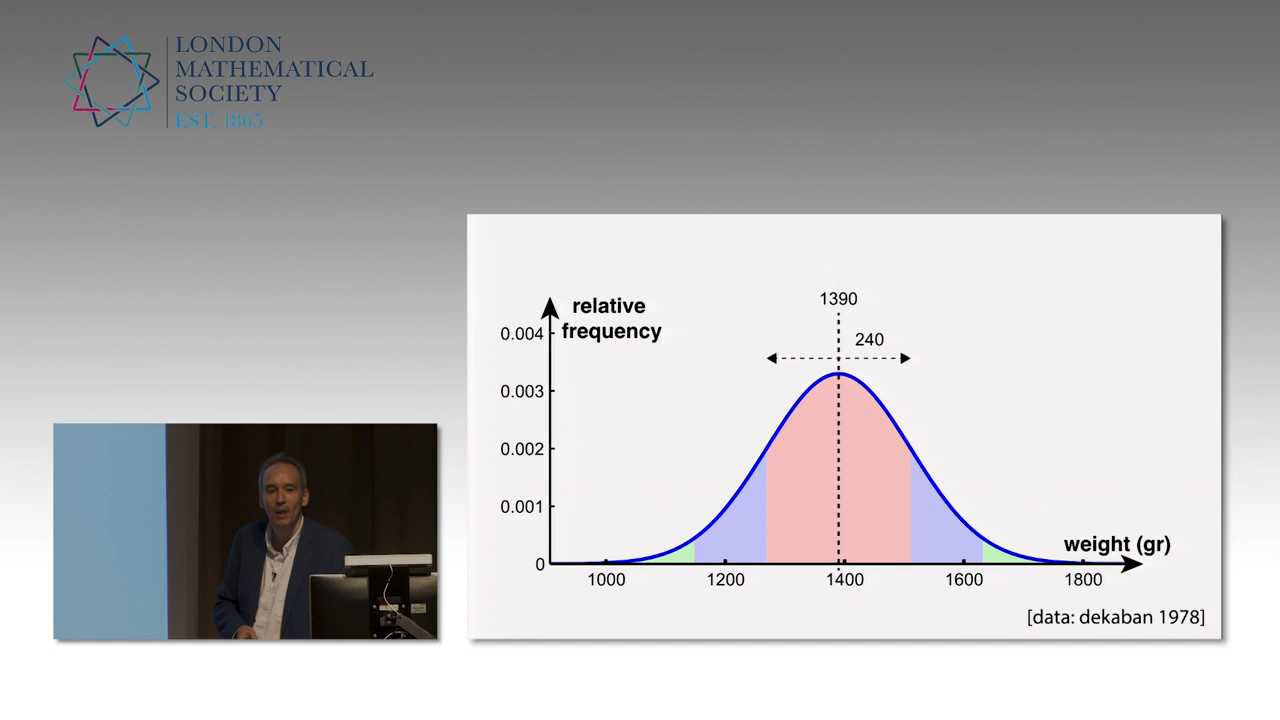 LONDON
MATHEMATICAL
SOCIETY
EST. 1865
relative
frequency
1390
240
0.004
0.003
0.002
0.001
0
1000
1200
1400
1600
1800
weight (gr)
[data: dekaban 1978]